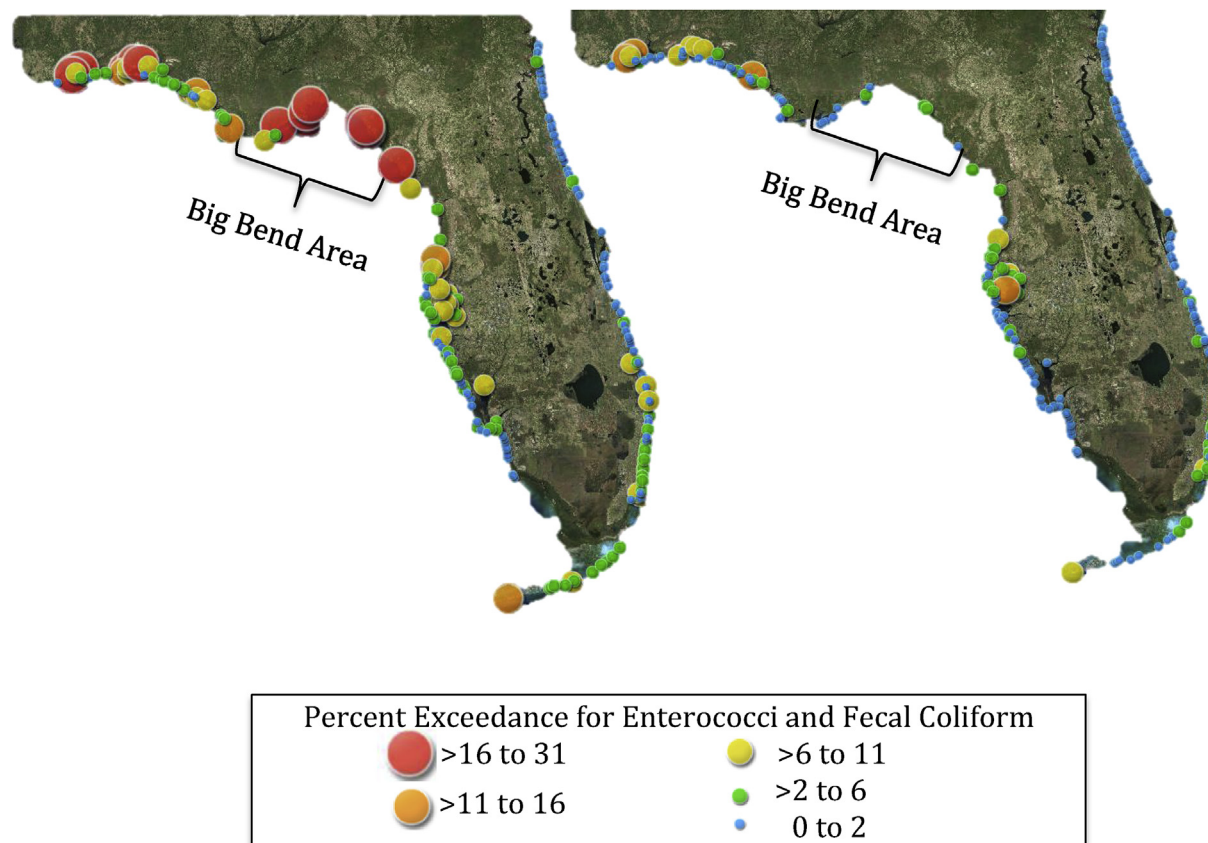 Big Bend Area
Big Bend Area
Percent Exceedance for Enterococci and Fecal Coliform
>16 to 31
>6 to 11
>11 to 16
>2 to 6
0 to 2